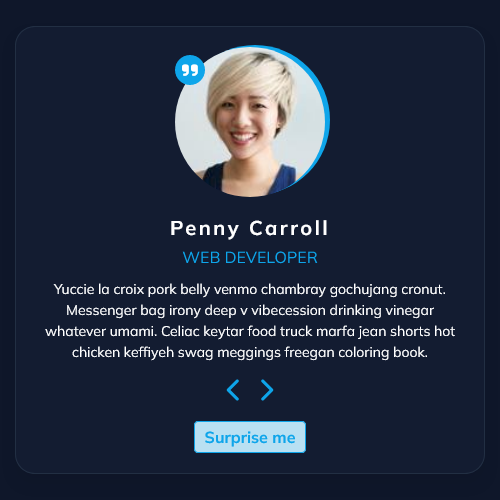 Penny Carroll
WEB DEVELOPER
Yuccie la croix pork belly venmo chambray gochujang cronut.
Messenger bag irony deep v vibecession drinking vinegar
whatever umami. Celiac keytar food truck marfa jean shorts hot
chicken keffiyeh swag meggings freegan coloring book.
Surprise me